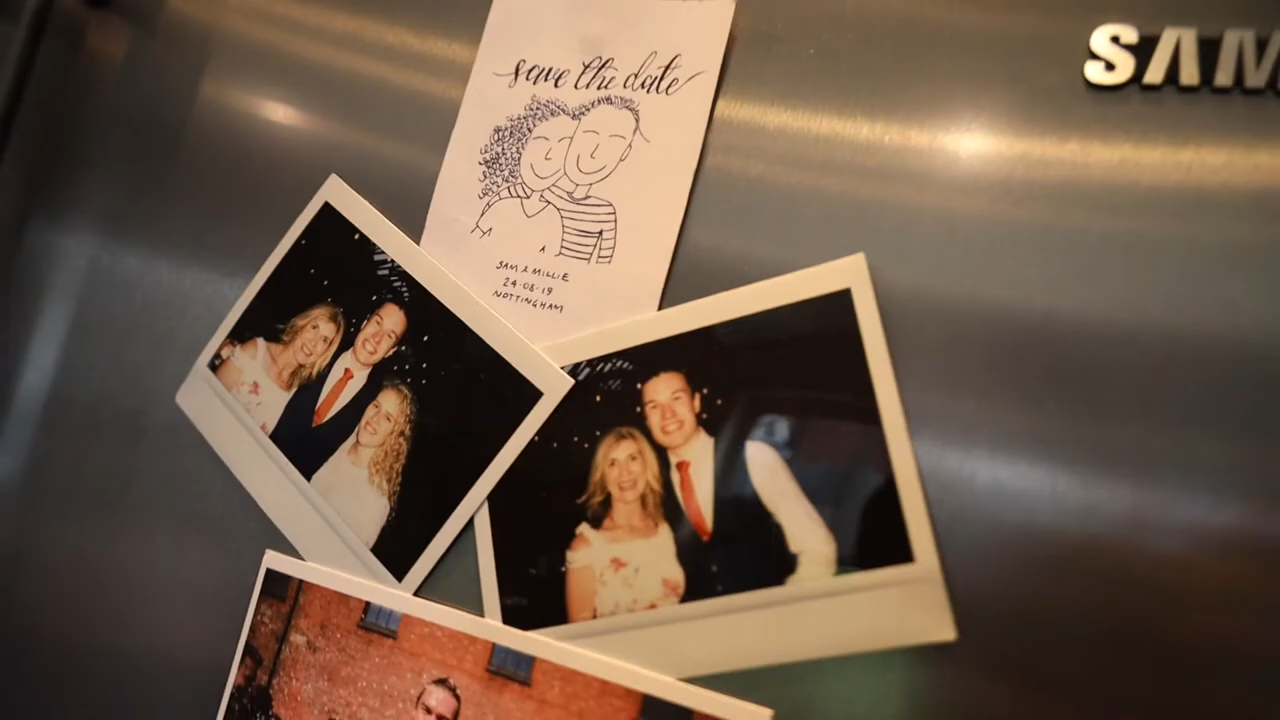 save the date
SAM & MILLIE
24·08·19
NOTTINGHAM
SAM